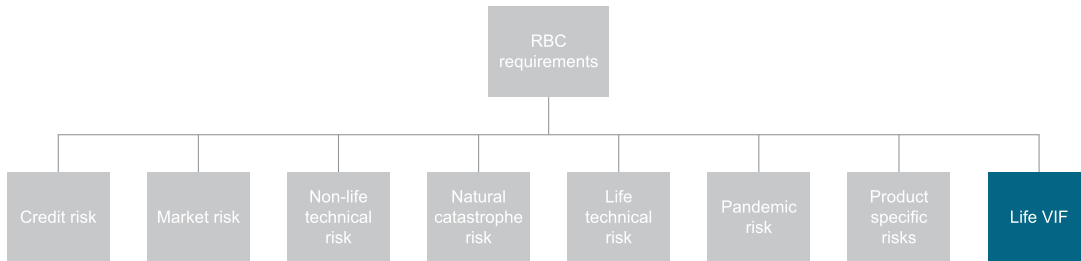 RBC
requirements
Credit risk
Market risk
Non-life
technical
risk
Natural
catastrophe
risk
Life
technical
risk
Pandemic
risk
Product
specific
risks
Life VIF